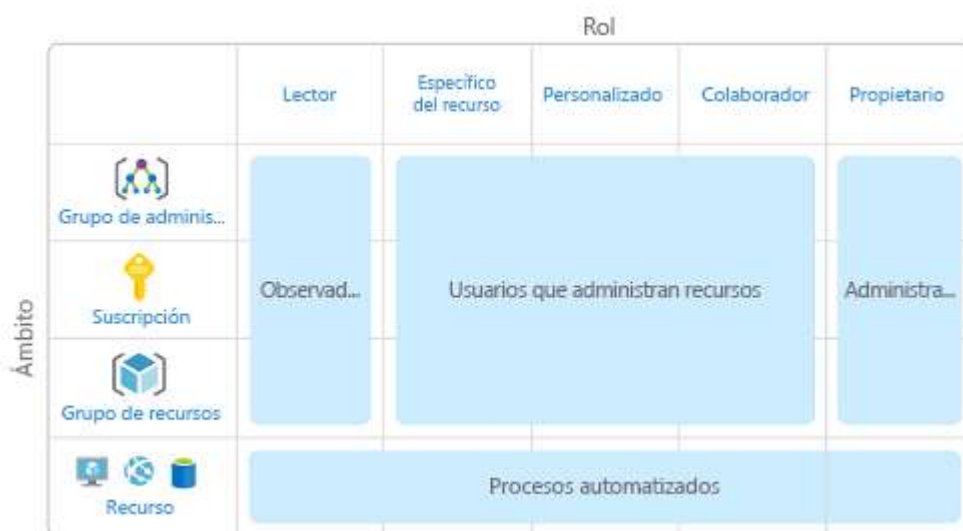 Rol
Lector
Específico
del recurso
Personalizado
Colaborador
Propietario
Ámbito
Grupo de adminis...
Suscripción
Grupo de recursos
Recurso
Observad...
Usuarios que administran recursos
Administra...
Procesos automatizados